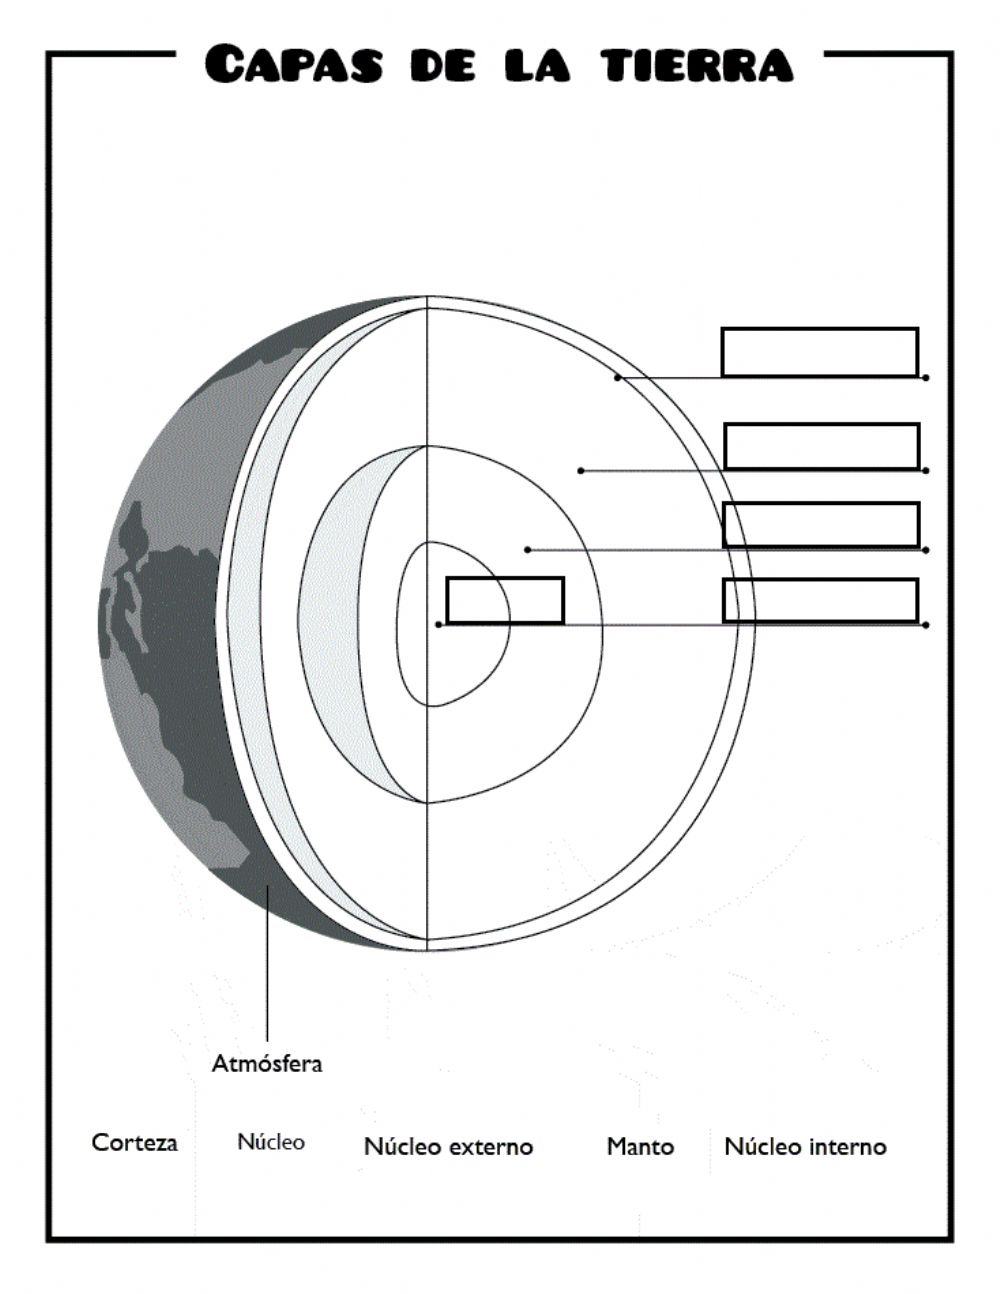 CAPAS DE LA TIERRA
Atmósfera
Corteza Núcleo Núcleo externo Manto Núcleo interno